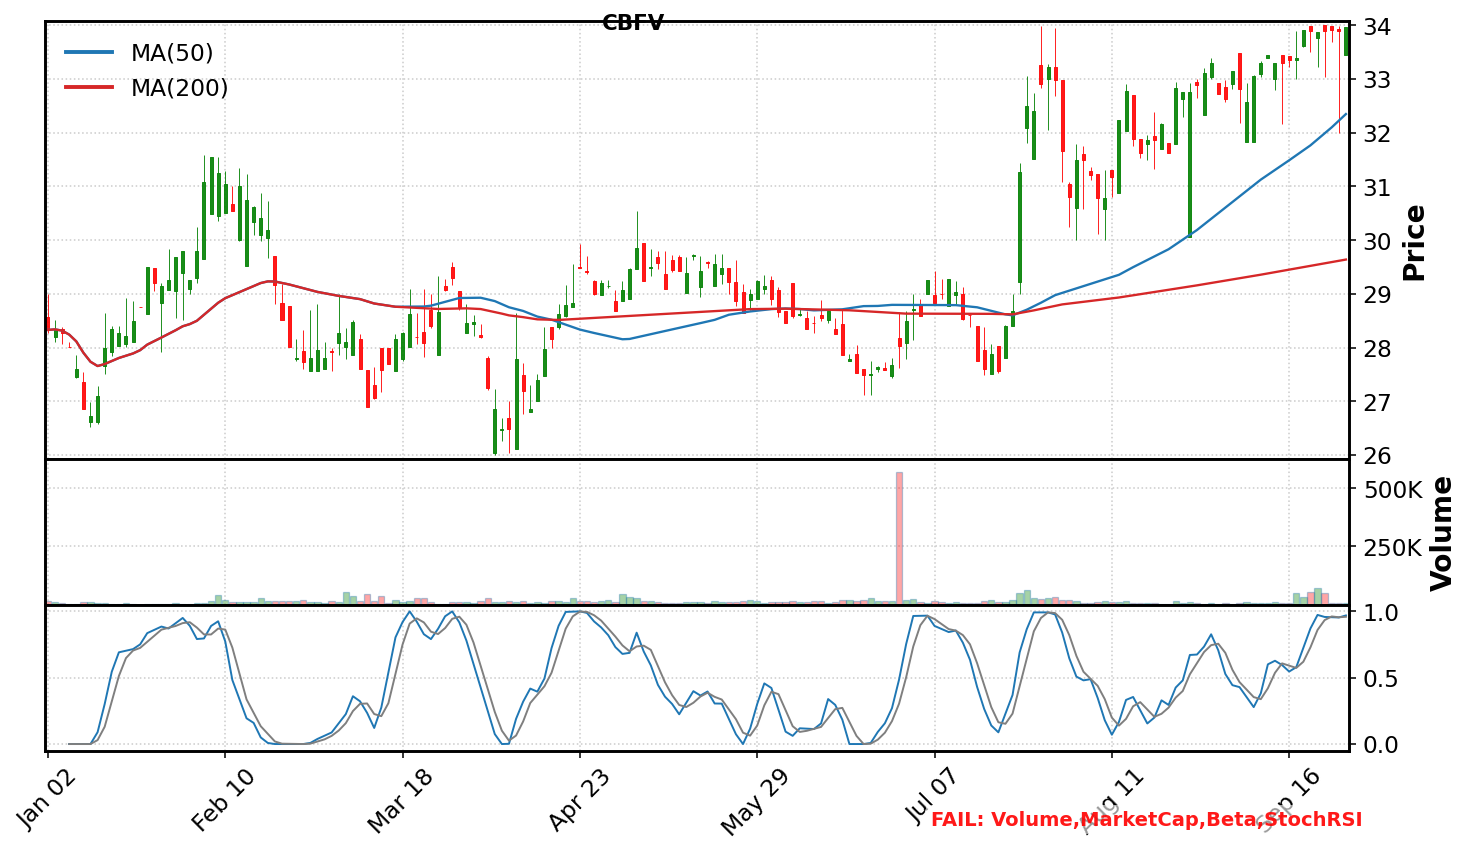 CBFV
MA(50)
MA(200)
34
33
32
31
30
29
28
27
26
Price
500K
250K
Volume
1.0
0.5
0.0
Jan 02
Feb 10
Mar 18
Apr 23
May 29
Jul 07
Aug 11
Sep 16
FAIL: Volume,MarketCap,Beta,StochRSI